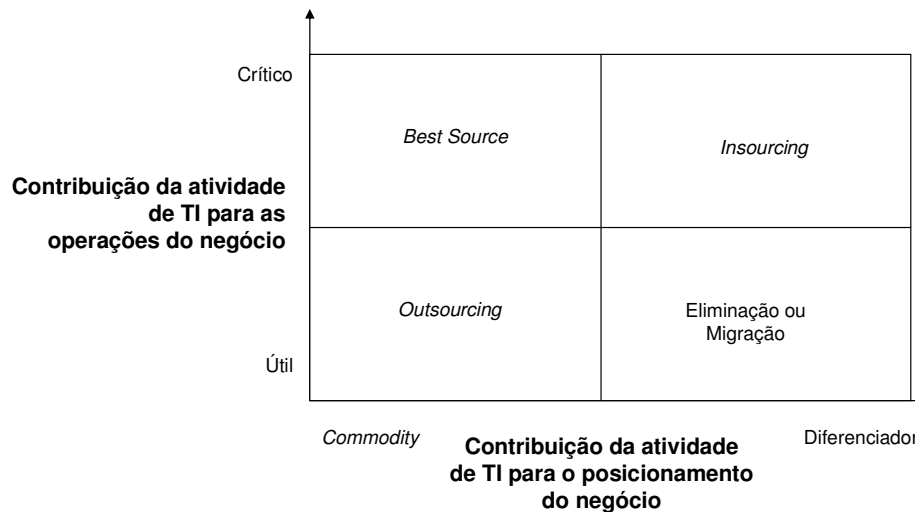 Crítico
Best Source
Insourcing
Contribuição da atividade
de TI para as
operações do negócio
Outsourcing
Eliminação ou
Migração
Útil
Commodity
Contribuição da atividade
de TI para o posicionamento
do negócio
Diferenciador